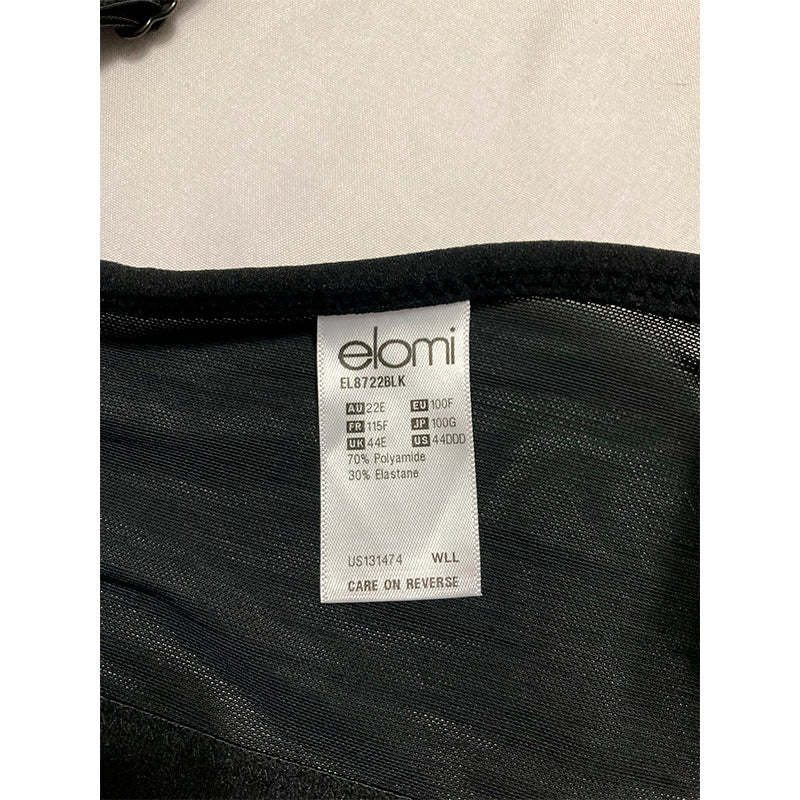 elomi
EL8722BLK
AU 22E EU 100F
FR 115F JP 100G
UK 44E US 44DDD
70% Polyamide
30% Elastane
US131474 WLL
CARE ON REVERSE